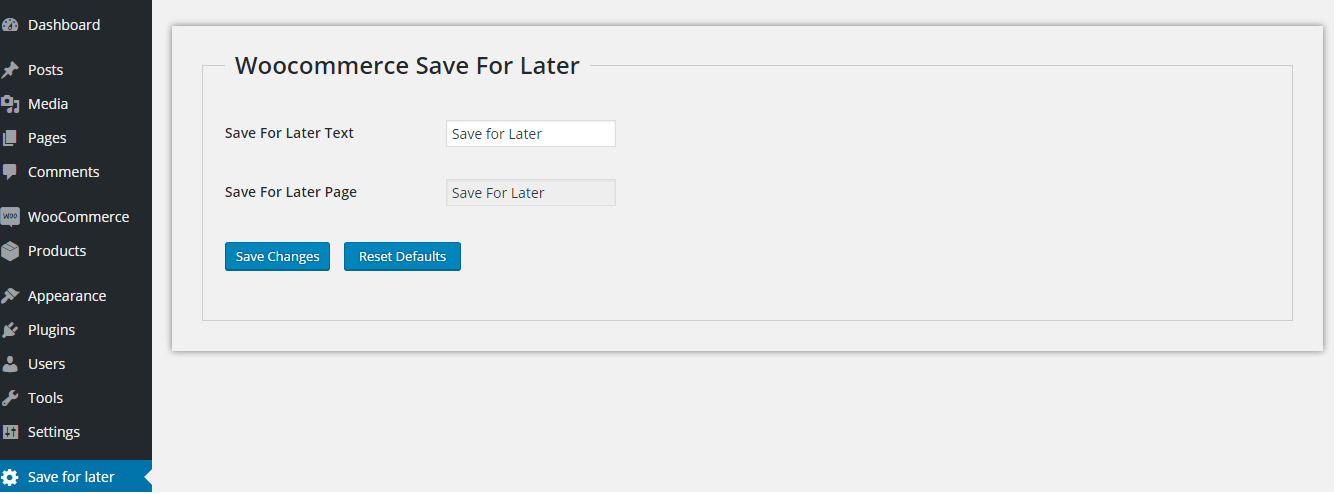 Dashboard
Posts
Media
Pages
Comments
WOO WooCommerce
Products
Appearance
Plugins
Users
Tools
Settings
Save for later
Woocommerce Save For Later
Save For Later Text Save for Later
Save For Later Page Save For Later
Save Changes Reset Defaults